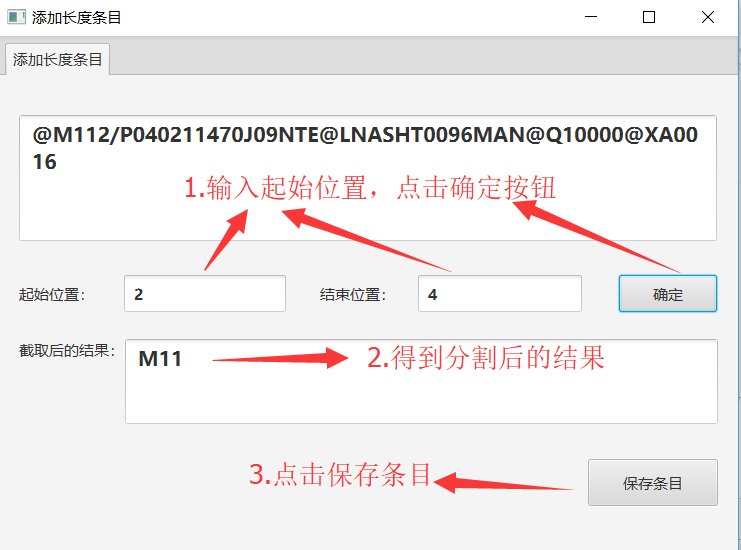 添加长度条目
添加长度条目
@M112/P040211470J09NTE@LNASHT0096MAN@Q10000@XA00
16
1.输入起始位置，点击确定按钮
起始位置： 2 结束位置： 4 确定
截取后的结果： M11 2.得到分割后的结果
3.点击保存条目 保存条目